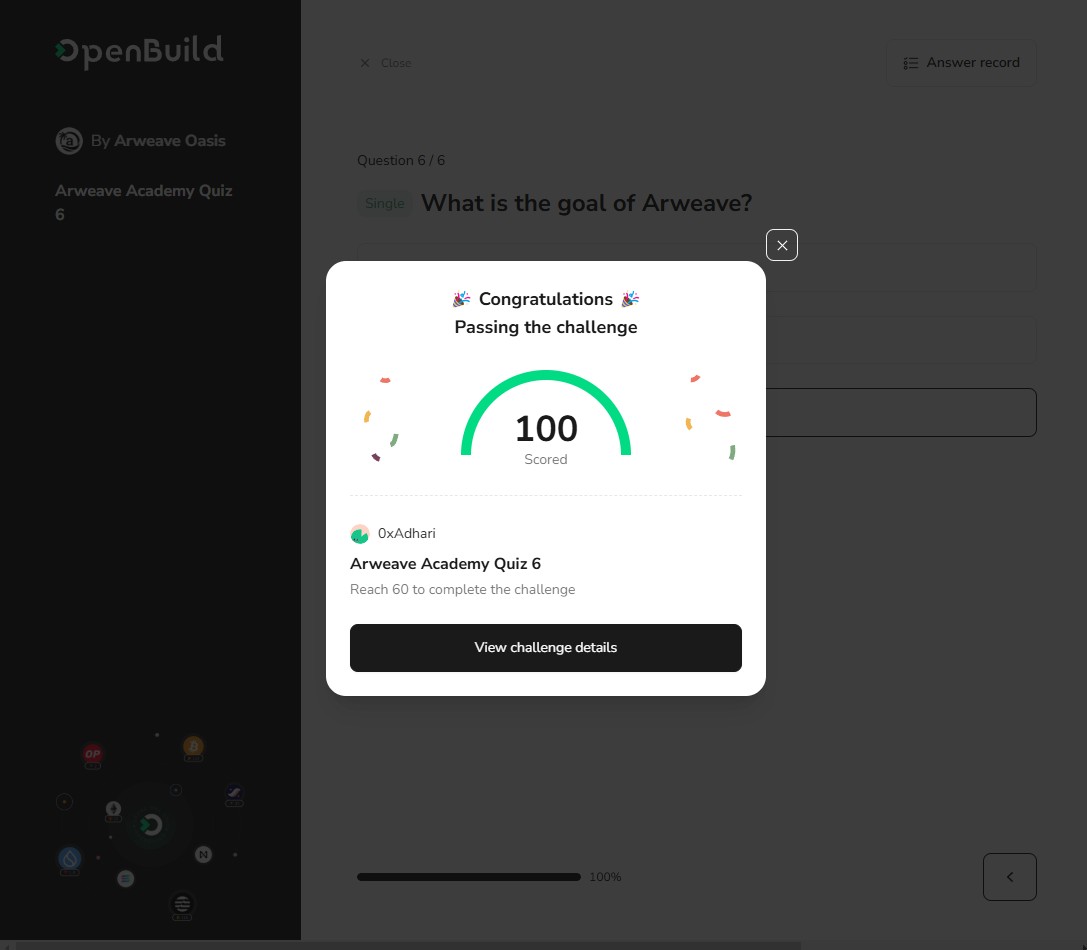 OpenBuild
By Arweave Oasis
Arweave Academy Quiz
6
OP
Close
Answer record
Question 6 / 6
Single What is the goal of Arweave?
Congratulations
Passing the challenge
100
Scored
0xAdhari
Arweave Academy Quiz 6
Reach 60 to complete the challenge
View challenge details
100%